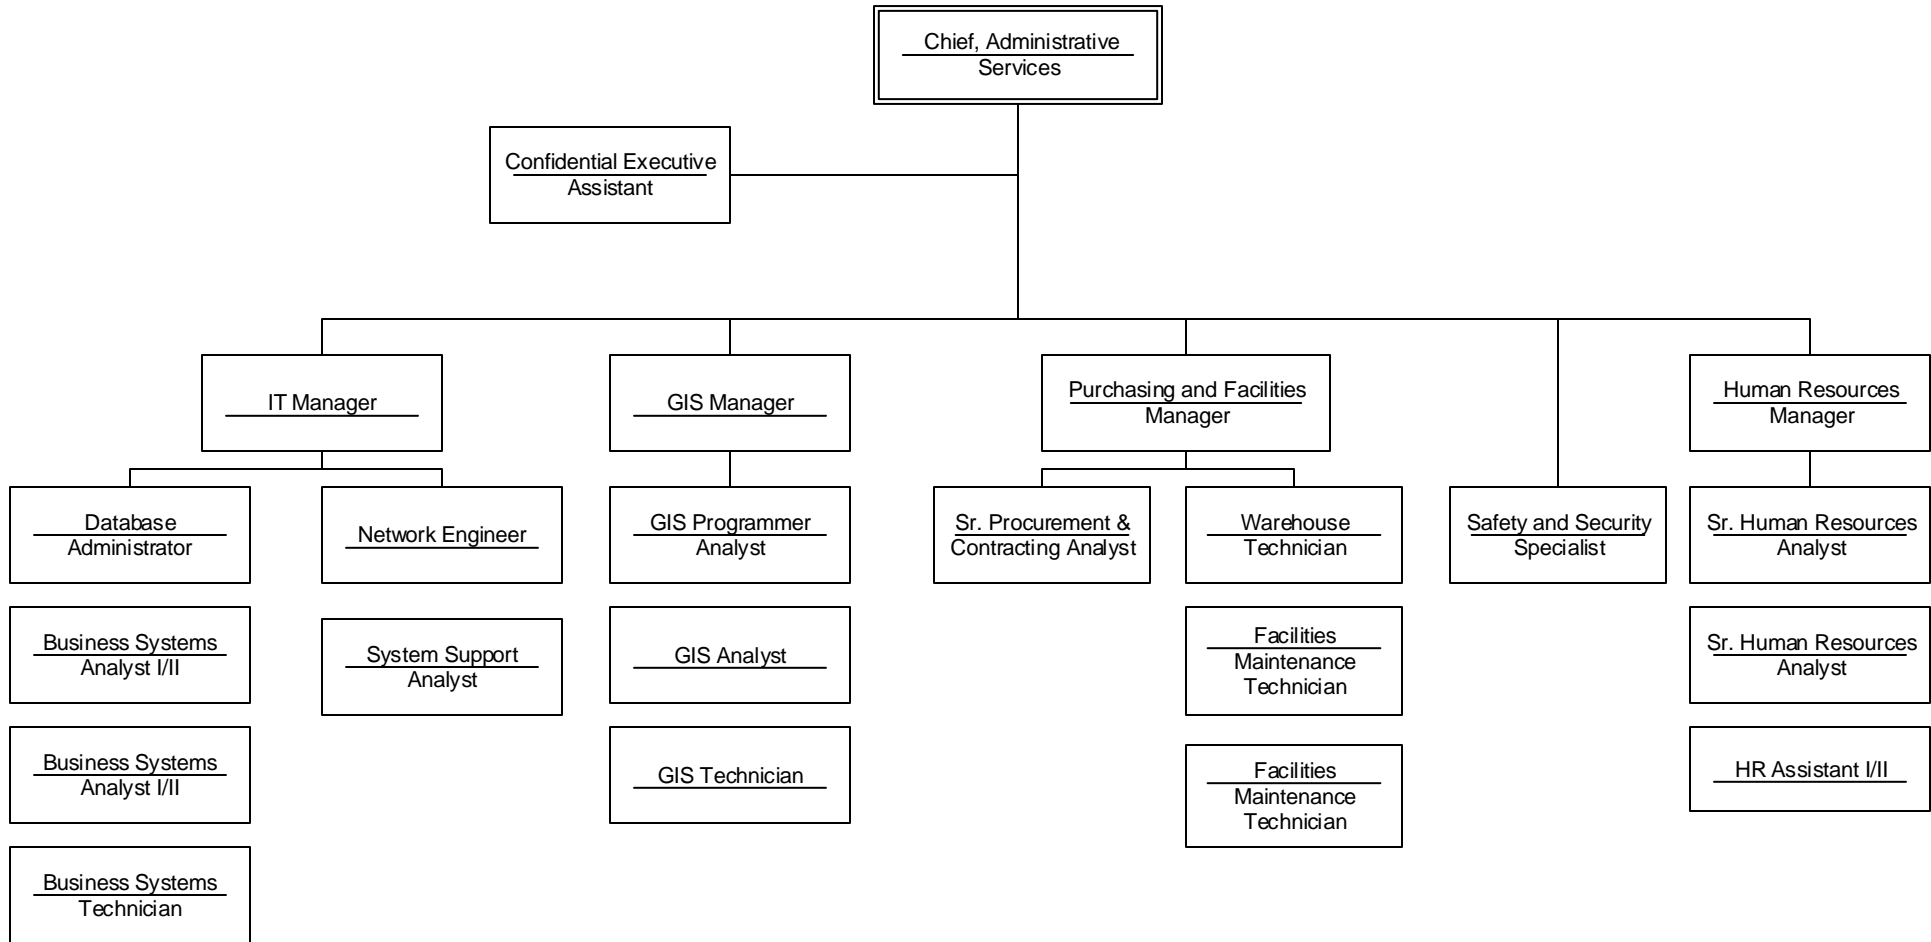 Chief, Administrative
Services
Confidential Executive
Assistant
IT Manager
GIS Manager
Purchasing and Facilities
Manager
Human Resources
Manager
Database
Administrator
Network Engineer
GIS Programmer
Analyst
Sr. Procurement &
Contracting Analyst
Warehouse
Technician
Safety and Security
Specialist
Sr. Human Resources
Analyst
Business Systems
Analyst I/II
System Support
Analyst
GIS Analyst
Facilities
Maintenance
Technician
Sr. Human Resources
Analyst
Business Systems
Analyst I/II
GIS Technician
Facilities
Maintenance
Technician
HR Assistant I/II
Business Systems
Technician